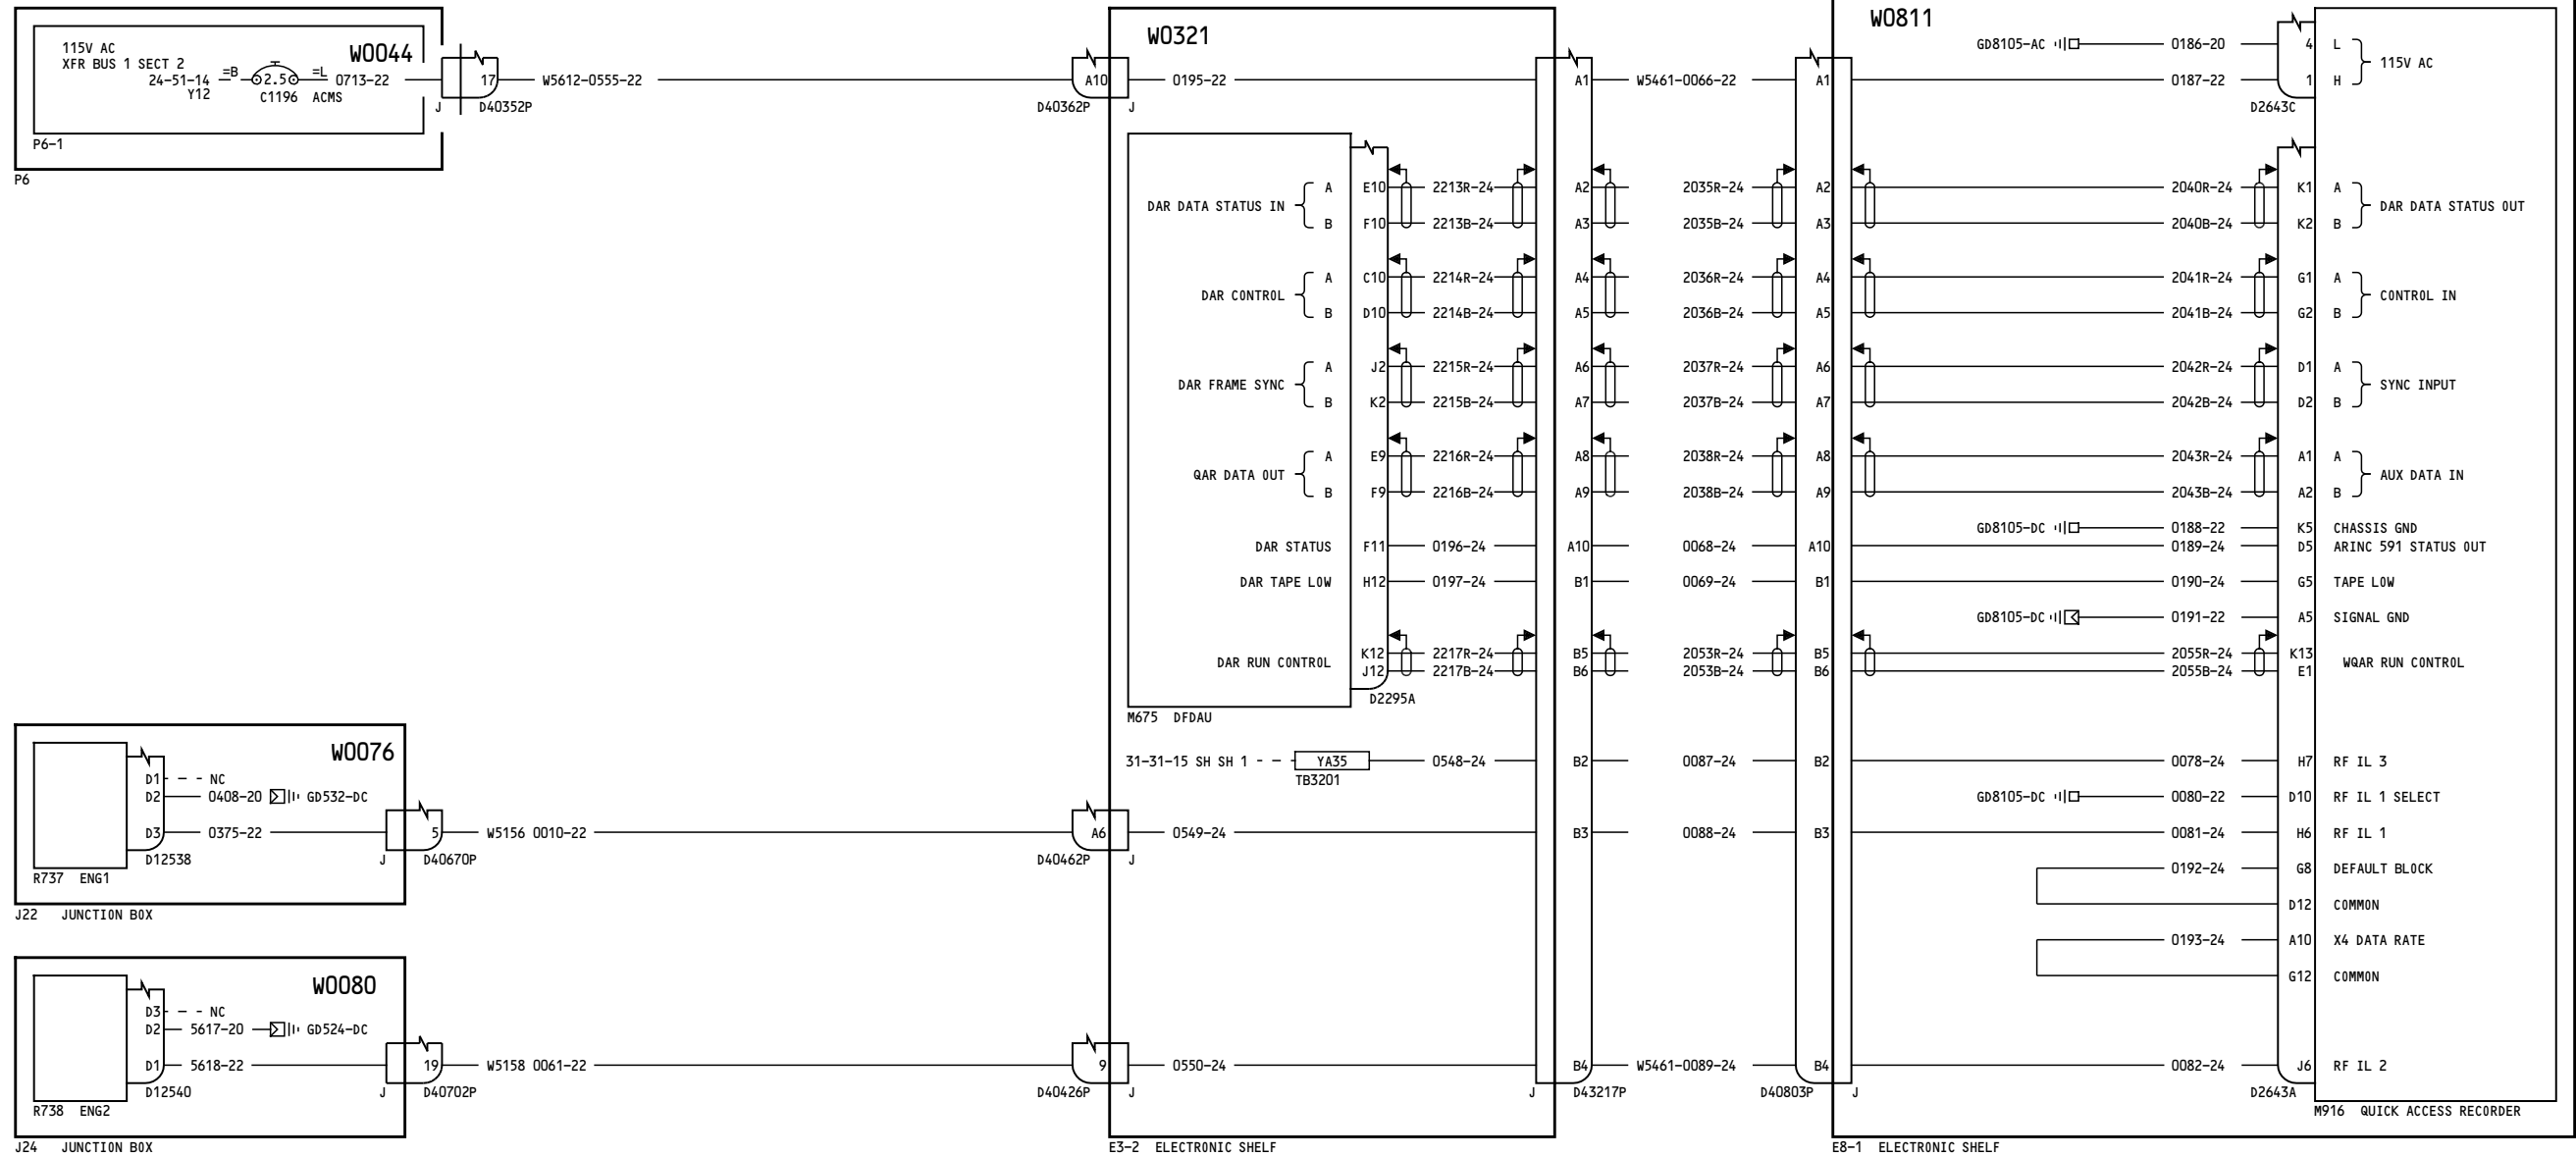 W0044
115V AC
XFR BUS 1 SECT 2
24-51-14 =B 2.5 =L 0713-22
Y12 C1196 ACMS
P6-1
P6
17 W5612-0555-22 A10 0195-22 A1 W5461-0066-22 A1 0187-22 1 H
J D40352P D40362P J
W0321
W0811
GD8105-AC 0186-20 4 L
115V AC
D2643C
A E10 2213R-24 A2 2035R-24 A2 2040R-24 K1 A
DAR DATA STATUS IN DAR DATA STATUS OUT
B F10 2213B-24 A3 2035B-24 A3 2040B-24 K2 B
A C10 2214R-24 A4 2036R-24 A4 2041R-24 G1 A
DAR CONTROL CONTROL IN
B D10 2214B-24 A5 2036B-24 A5 2041B-24 G2 B
A J2 2215R-24 A6 2037R-24 A6 2042R-24 D1 A
DAR FRAME SYNC SYNC INPUT
B K2 2215B-24 A7 2037B-24 A7 2042B-24 D2 B
A E9 2216R-24 A8 2038R-24 A8 2043R-24 A1 A
QAR DATA OUT AUX DATA IN
B F9 2216B-24 A9 2038B-24 A9 2043B-24 A2 B
GD8105-DC 0188-22 K5 CHASSIS GND
DAR STATUS F11 0196-24 A10 0068-24 A10 0189-24 D5 ARINC 591 STATUS OUT
DAR TAPE LOW H12 0197-24 B1 0069-24 B1 0190-24 G5 TAPE LOW
GD8105-DC 0191-22 A5 SIGNAL GND
K12 2217R-24 B5 2053R-24 B5 2055R-24 K13
DAR RUN CONTROL WQAR RUN CONTROL
J12 2217B-24 B6 2053B-24 B6 2055B-24 E1
D2295A
M675 DFDAU
31-31-15 SH SH 1 YA35 0548-24 B2 0087-24 B2 0078-24 H7 RF IL 3
TB3201
GD8105-DC 0080-22 D10 RF IL 1 SELECT
W0076
D1 NC
D2 0408-20 GD532-DC
D3 0375-22 5 W5156 0010-22 A6 0549-24 B3 0088-24 B3 0081-24 H6 RF IL 1
D12538 J D40670P D40462P J
R737 ENG1
J22 JUNCTION BOX
0192-24 G8 DEFAULT BLOCK
D12 COMMON
0193-24 A10 X4 DATA RATE
G12 COMMON
W0080
D3 NC
D2 5617-20 GD524-DC
D1 5618-22 19 W5158 0061-22 9 0550-24 B4 W5461-0089-24 B4 0082-24 J6 RF IL 2
D12540 J D40702P D40426P J J D43217P D40803P J D2643A
R738 ENG2
M916 QUICK ACCESS RECORDER
J24 JUNCTION BOX
E3-2 ELECTRONIC SHELF
E8-1 ELECTRONIC SHELF